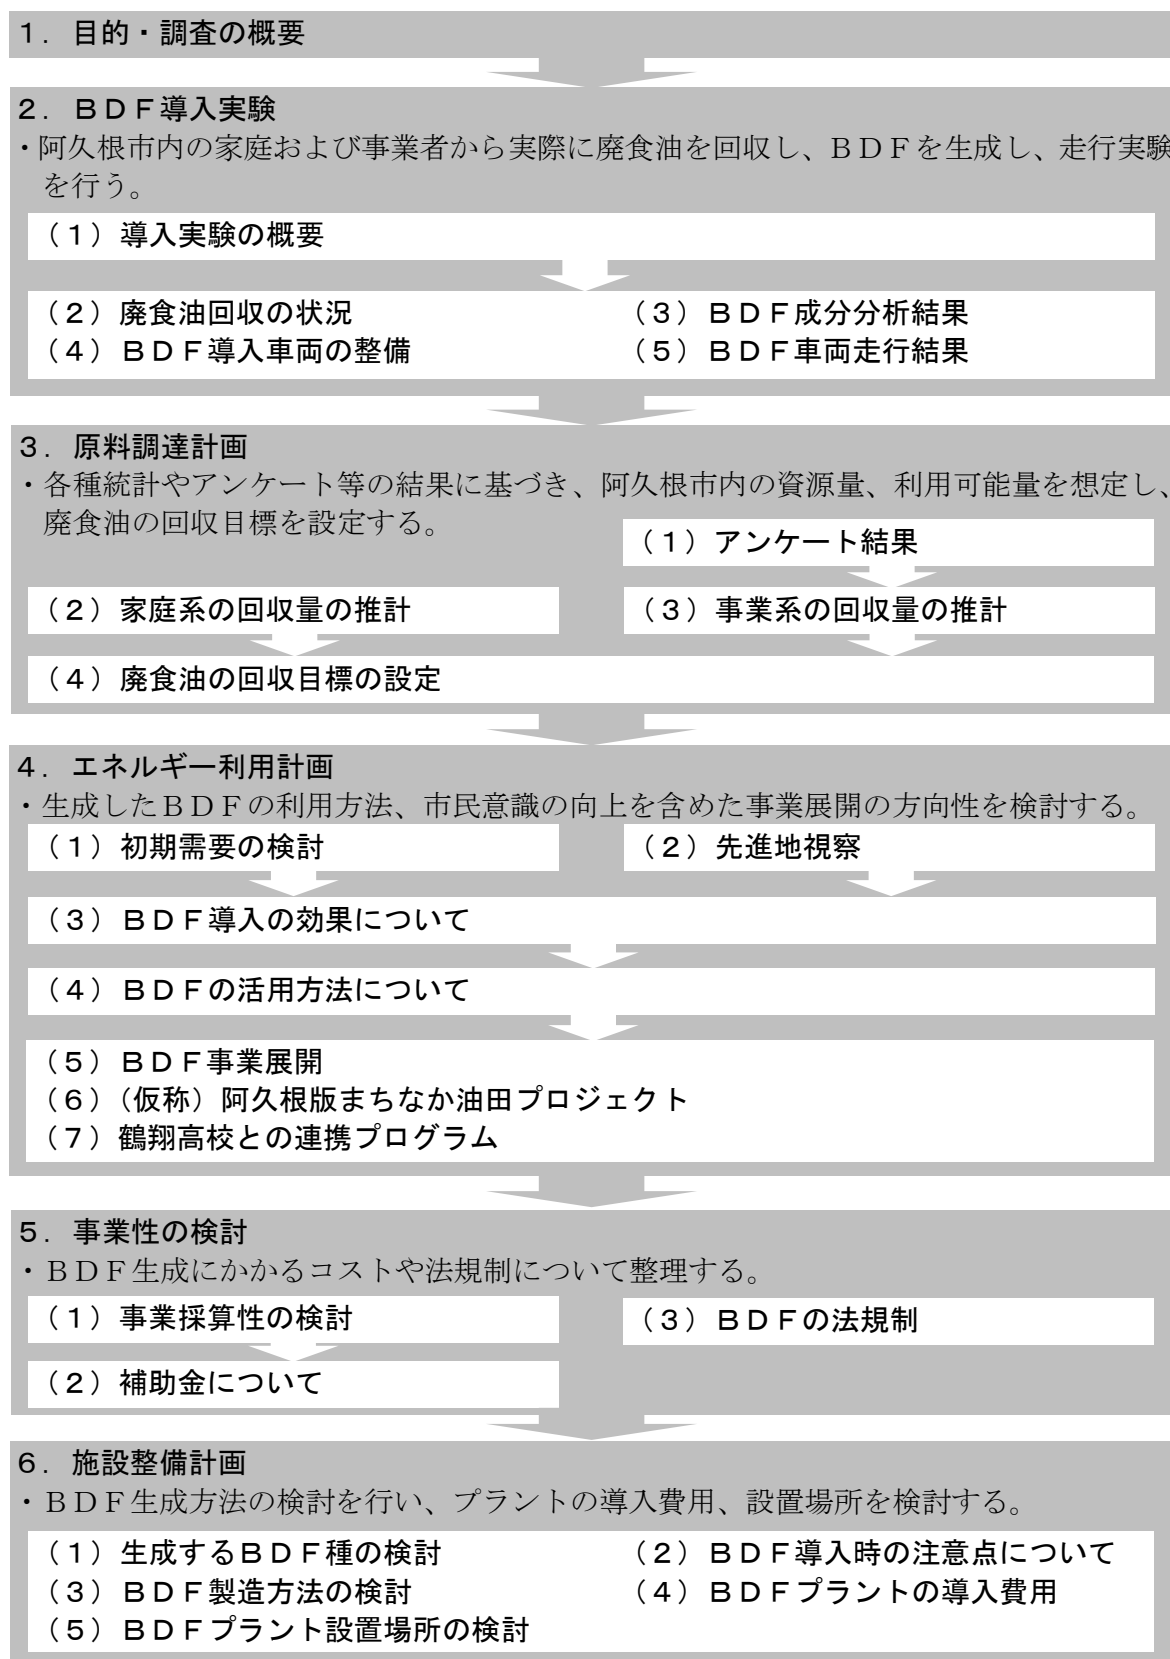 １．目的・調査の概要
２．ＢＤＦ導入実験
・阿久根市内の家庭および事業者から実際に廃食油を回収し、ＢＤＦを生成し、走行実験
を行う。
（１）導入実験の概要
（２）廃食油回収の状況　（３）ＢＤＦ成分分析結果
（４）ＢＤＦ導入車両の整備　（５）ＢＤＦ車両走行結果
３．原料調達計画
・各種統計やアンケート等の結果に基づき、阿久根市内の資源量、利用可能量を想定し、
廃食油の回収目標を設定する。
（１）アンケート結果
（２）家庭系の回収量の推計　（３）事業系の回収量の推計
（４）廃食油の回収目標の設定
４．エネルギー利用計画
・生成したＢＤＦの利用方法、市民意識の向上を含めた事業展開の方向性を検討する。
（１）初期需要の検討　（２）先進地視察
（３）ＢＤＦ導入の効果について
（４）ＢＤＦの活用方法について
（５）ＢＤＦ事業展開
（６）（仮称）阿久根版まちなか油田プロジェクト
（７）鶴翔高校との連携プログラム
５．事業性の検討
・ＢＤＦ生成にかかるコストや法規制について整理する。
（１）事業採算性の検討　（３）ＢＤＦの法規制
（２）補助金について
６．施設整備計画
・ＢＤＦ生成方法の検討を行い、プラントの導入費用、設置場所を検討する。
（１）生成するＢＤＦ種の検討　（２）ＢＤＦ導入時の注意点について
（３）ＢＤＦ製造方法の検討　（４）ＢＤＦプラントの導入費用
（５）ＢＤＦプラント設置場所の検討